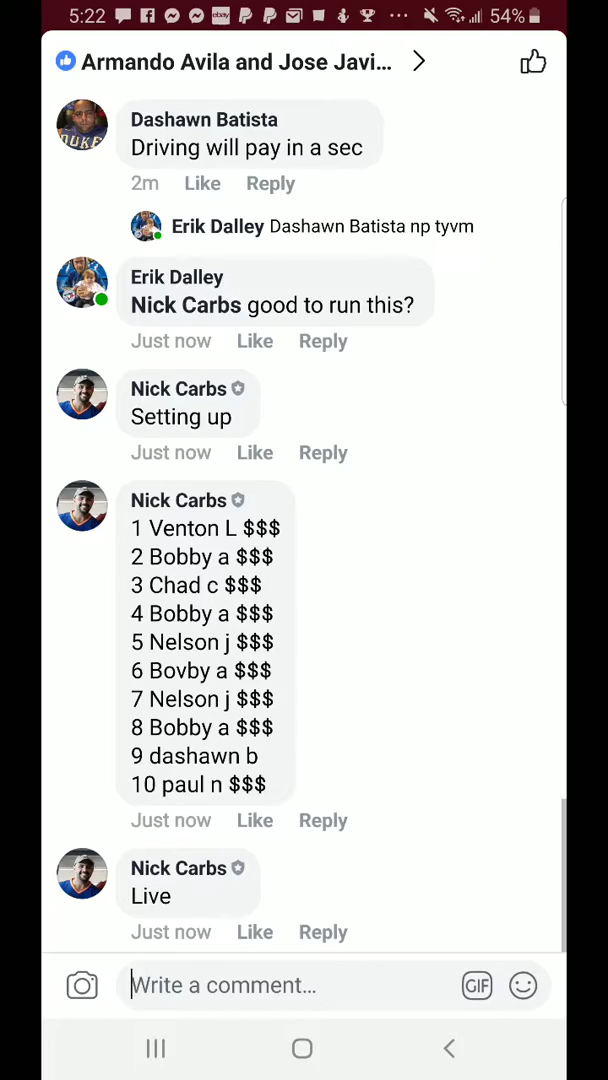 5:22
ebay
54%
Armando Avila and Jose Javi...
DUKE
Dashawn Batista
Driving will pay in a sec
2m Like Reply
Erik Dalley Dashawn Batista np tyvm
Erik Dalley
Nick Carbs good to run this?
Just now Like Reply
Nick Carbs
Setting up
Just now Like Reply
Nick Carbs
1 Venton L $$$
2 Bobby a $$$
3 Chad c $$$
4 Bobby a $$$
5 Nelson j $$$
6 Bovby a $$$
7 Nelson j $$$
8 Bobby a $$$
9 dashawn b
10 paul n $$$
Just now Like Reply
Nick Carbs
Live
Just now Like Reply
Write a comment...
GIF